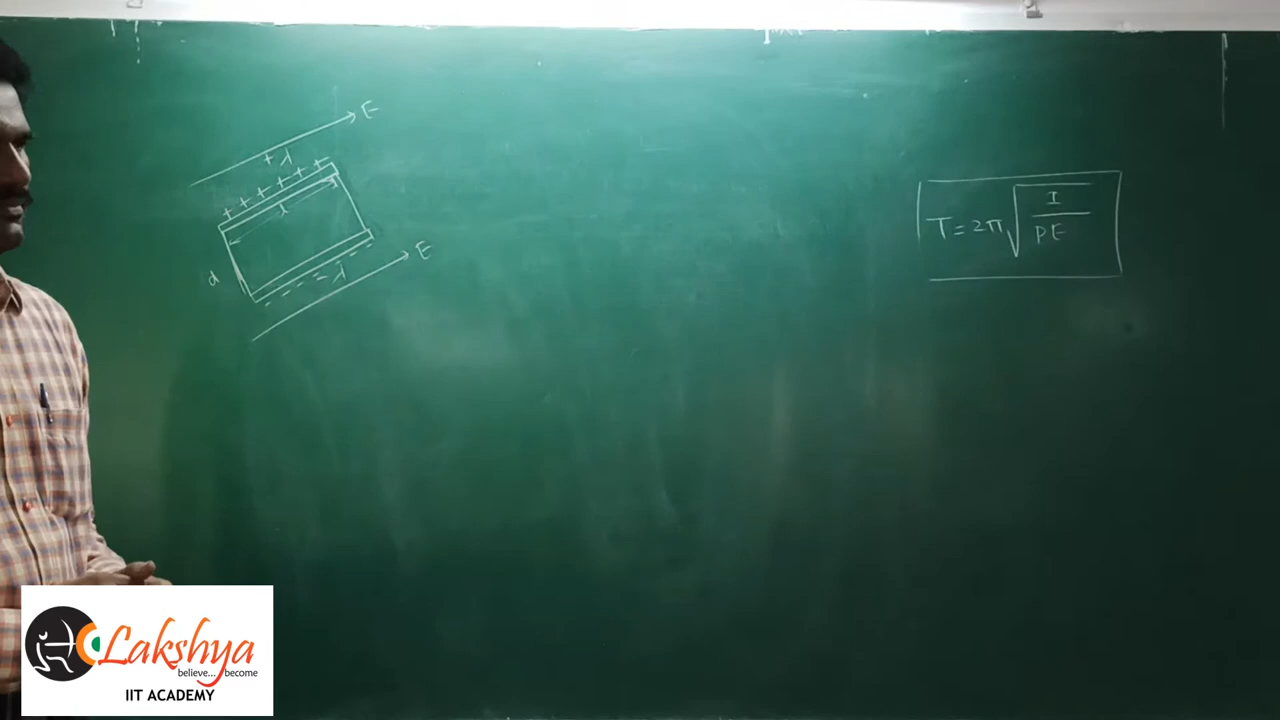 E
+ λ
+ + + + + +
l
d
- - - - - - -
λ
E
T = 2π √ I / PE
Lakshya
believe... become
IIT ACADEMY